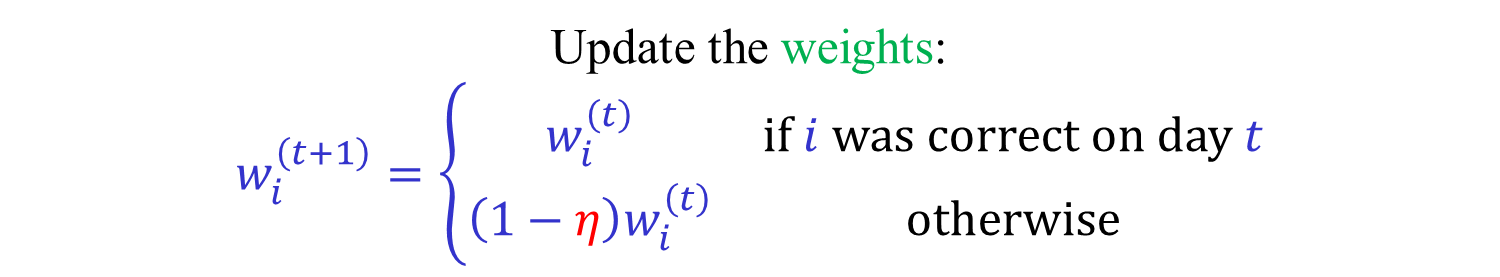 Update the weights:
w_i^{(t+1)} = { w_i^{(t)} if i was correct on day t
(1 − η)w_i^{(t)} otherwise